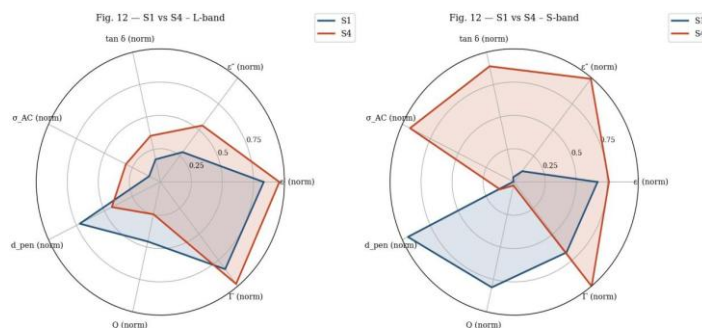 Fig. 12 — S1 vs S4 – L-band
S1
S4
tan δ (norm)
ε″ (norm)
σ_AC (norm)
0.75
0.5
0.25
(norm)
d_pen (norm)
Γ (norm)
Q (norm)
Fig. 12 — S1 vs S4 – S-band
S1
S4
tan δ (norm)
ε″ (norm)
σ_AC (norm)
0.75
0.5
0.25
(norm)
d_pen (norm)
Γ (norm)
Q (norm)